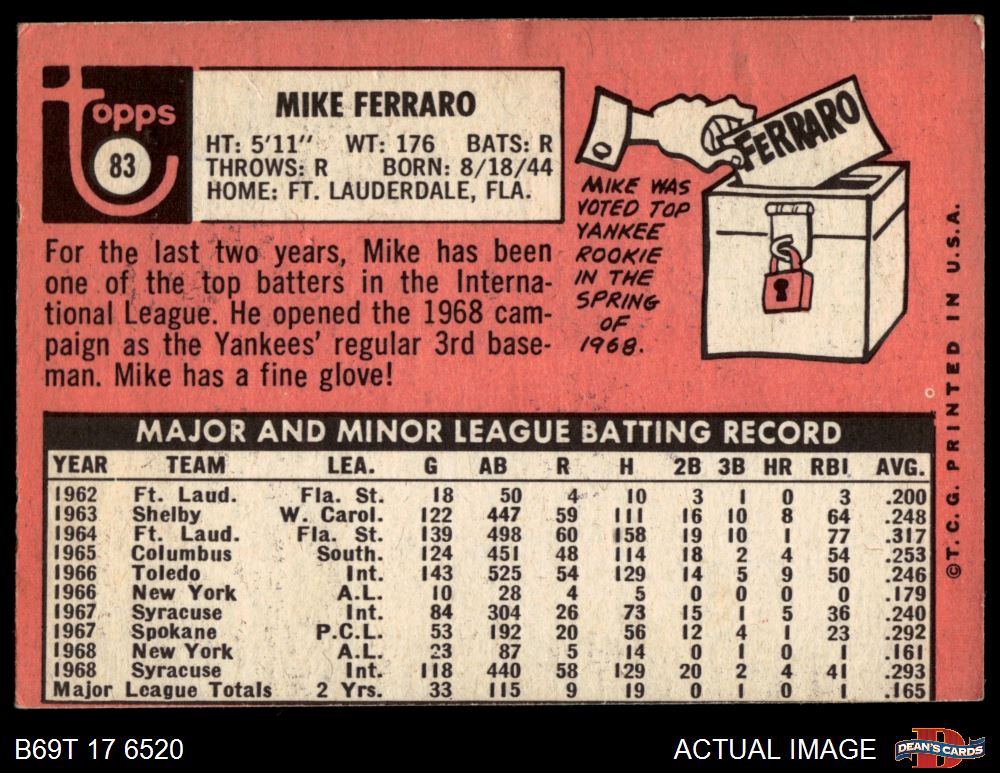 topps
83
MIKE FERRARO
HT: 5'11" WT: 176 BATS: R
THROWS: R BORN: 8/18/44
HOME: FT. LAUDERDALE, FLA.
For the last two years, Mike has been
one of the top batters in the Interna-
tional League. He opened the 1968 cam-
paign as the Yankees' regular 3rd base-
man. Mike has a fine glove!
FERRARO
MIKE WAS
VOTED TOP
YANKEE
ROOKIE
IN THE
SPRING
OF
1968.
MAJOR AND MINOR LEAGUE BATTING RECORD
YEAR TEAM LEA. G AB R H 2B 3B HR RBI AVG.
1962 Ft. Laud. Fla. St. 18 50 4 10 3 1 0 3 .200
1963 Shelby W. Carol. 122 447 59 111 16 10 8 64 .248
1964 Ft. Laud. Fla. St. 139 498 60 158 19 10 1 77 .317
1965 Columbus South. 124 451 48 114 18 2 4 54 .253
1966 Toledo Int. 143 525 54 129 14 5 9 50 .246
1966 New York A.L. 10 28 4 5 0 0 0 0 .179
1967 Syracuse Int. 84 304 26 73 15 1 5 36 .240
1967 Spokane P.C.L. 53 192 20 56 12 4 1 23 .292
1968 New York A.L. 23 87 5 14 0 1 0 1 .161
1968 Syracuse Int. 118 440 58 129 20 2 4 41 .293
Major League Totals 2 Yrs. 33 115 9 19 0 1 0 1 .165
©T.C.G. PRINTED IN U.S.A.
B69T 17 6520
ACTUAL IMAGE
D
DEAN'S CARDS